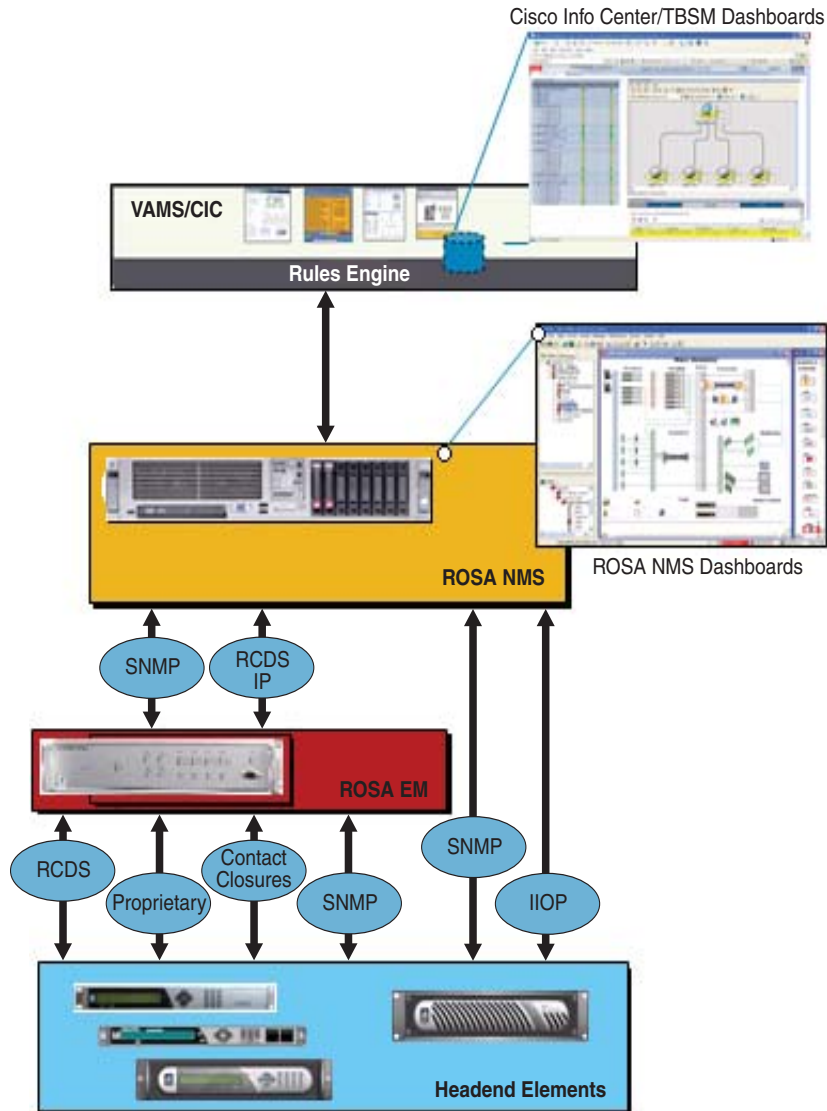 Cisco Info Center/TBSM Dashboards
VAMS/CIC
Rules Engine
ROSA NMS
ROSA NMS Dashboards
SNMP
RCDS
IP
ROSA EM
RCDS
Proprietary
Contact
Closures
SNMP
SNMP
IIOP
Headend Elements